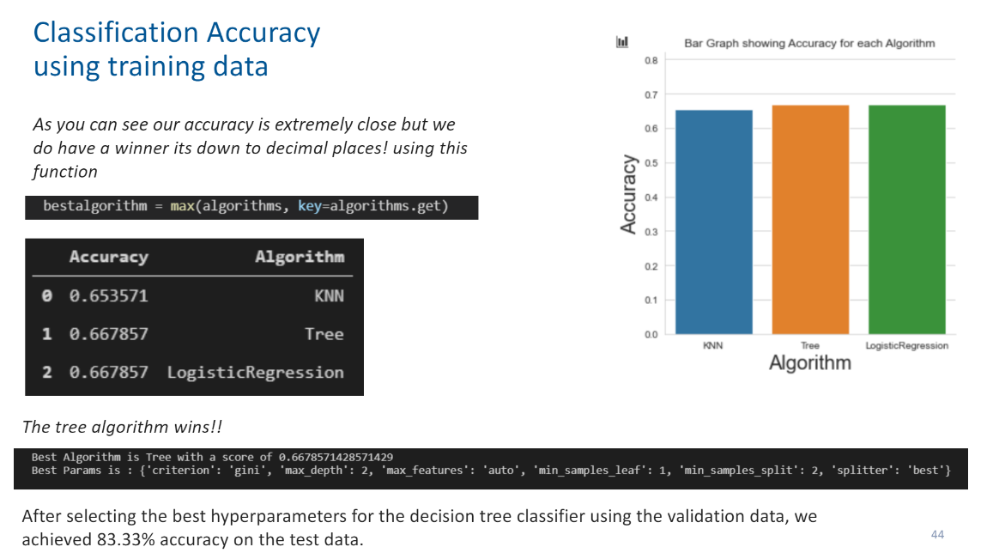 Classification Accuracy
using training data
As you can see our accuracy is extremely close but we
do have a winner its down to decimal places! using this
function
bestalgorithm = max(algorithms, key=algorithms.get)
Accuracy Algorithm
0 0.653571 KNN
1 0.667857 Tree
2 0.667857 LogisticRegression
Bar Graph showing Accuracy for each Algorithm
Accuracy
0.8
0.7
0.6
0.5
0.4
0.3
0.2
0.1
0.0
KNN Tree LogisticRegression
Algorithm
The tree algorithm wins!!
Best Algorithm is Tree with a score of 0.6678571428571429
Best Params is : {'criterion': 'gini', 'max_depth': 2, 'max_features': 'auto', 'min_samples_leaf': 1, 'min_samples_split': 2, 'splitter': 'best'}
After selecting the best hyperparameters for the decision tree classifier using the validation data, we
achieved 83.33% accuracy on the test data.
44